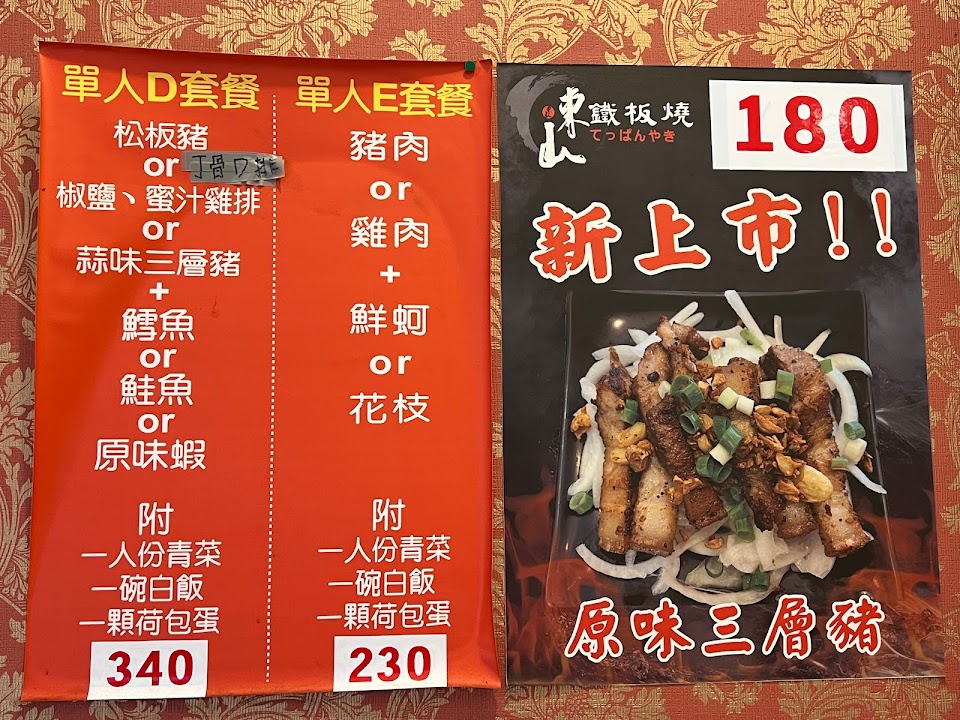 單人D套餐
松板豬
or 丁骨口排
椒鹽、蜜汁雞排
or
蒜味三層豬
+
鱈魚
or
鮭魚
or
原味蝦
附
一人份青菜
一碗白飯
一顆荷包蛋
340
單人E套餐
豬肉
or
雞肉
+
鮮蚵
or
花枝
附
一人份青菜
一碗白飯
一顆荷包蛋
230
東山
鐵板燒
てっぱんやき
180
新上市!!
原味三層豬